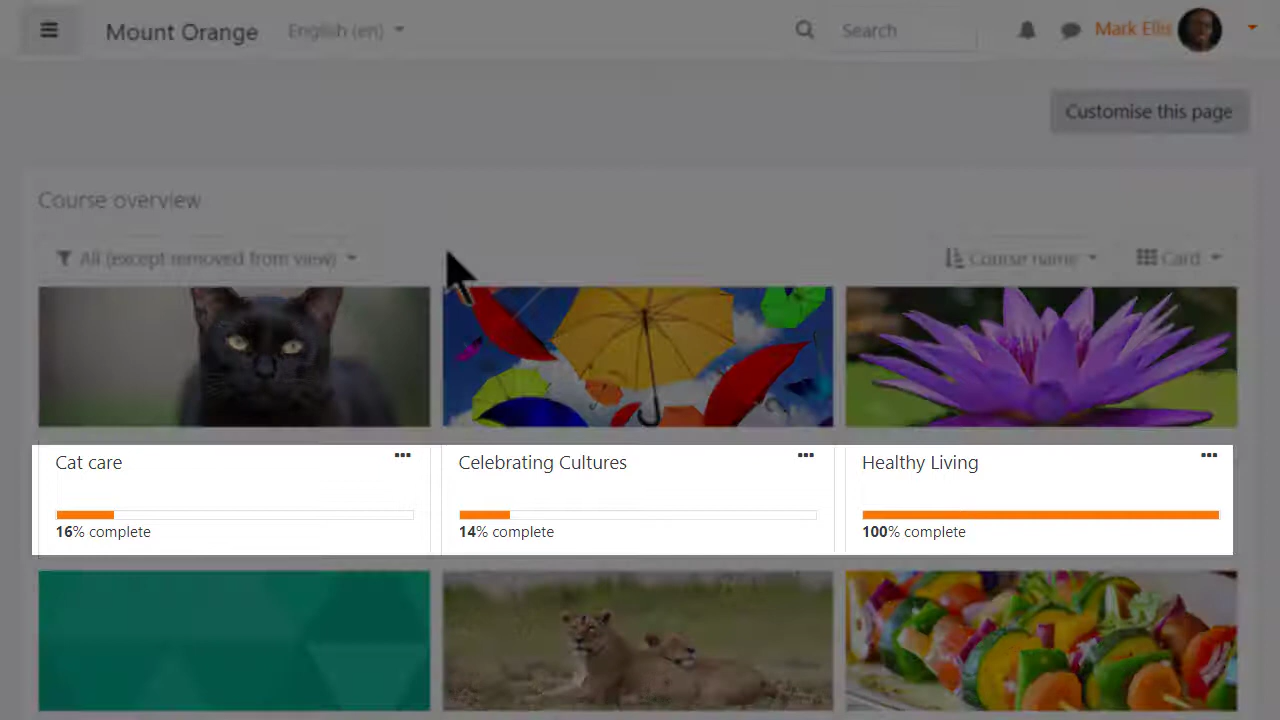 Mount Orange English (en) Search Mark Ellis
Customise this page
Course overview
All (except removed from view) Course name Card
Cat care Celebrating Cultures Healthy Living
16% complete 14% complete 100% complete